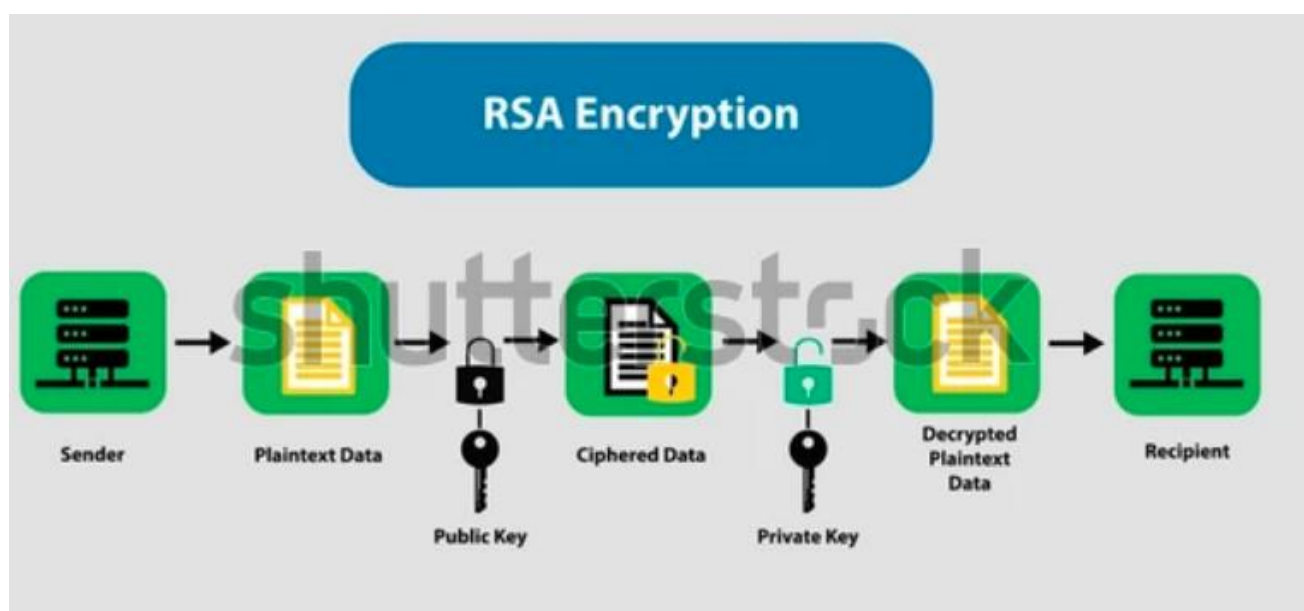 RSA Encryption
shutterstock
Sender
Plaintext Data
Public Key
Ciphered Data
Private Key
Decrypted
Plaintext
Data
Recipient